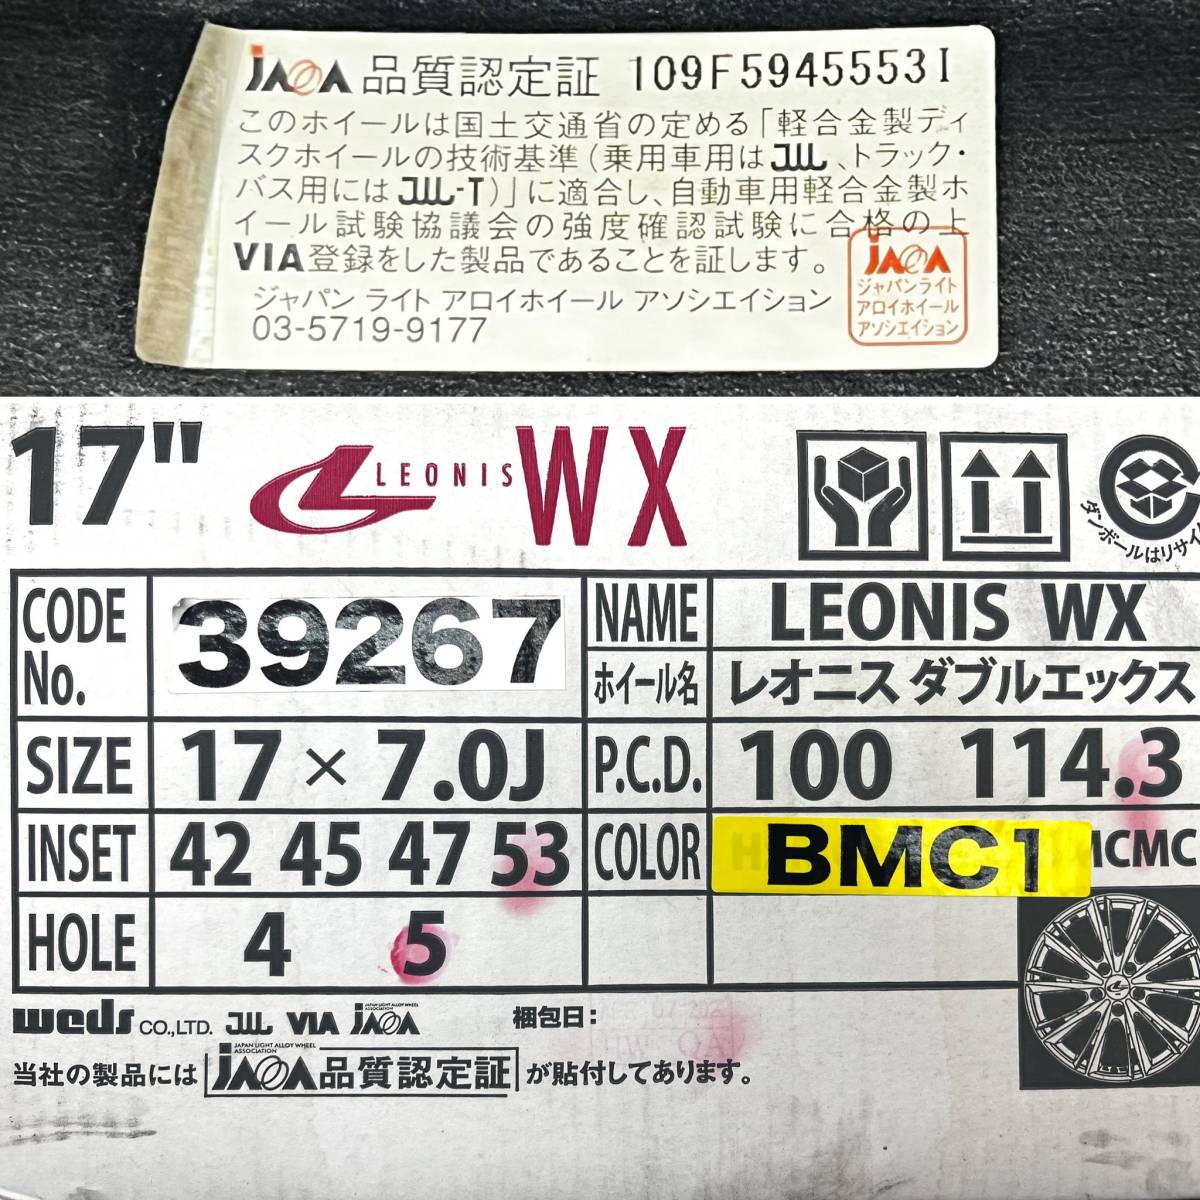 JAWA 品質認定証 109F5945553I
このホイールは国土交通省の定める「軽合金製ディ
スクホイールの技術基準(乗用車用はJWL、トラック・
バス用にはJWL-T)」に適合し、自動車用軽合金製ホ
イール試験協議会の強度確認試験に合格の上
VIA登録をした製品であることを証します。
ジャパン ライト アロイホイール アソシエイション
03-5719-9177
JAWA
ジャパンライト
アロイホイール
アソシエイション
17" LEONIS WX
ダンボールはリサイ
CODE No. 39267
NAME LEONIS WX
ホイール名 レオニス ダブルエックス
SIZE 17×7.0J P.C.D. 100 114.3
INSET 42 45 47 53 COLOR BMC1 MCMC
HOLE 4 5
weds CO.,LTD. JWL VIA JAWA 梱包日:
JAPAN LIGHT ALLOY WHEEL ASSOCIATION
当社の製品には JAWA 品質認定証 が貼付してあります。
JAPAN LIGHT ALLOY WHEEL ASSOCIATION